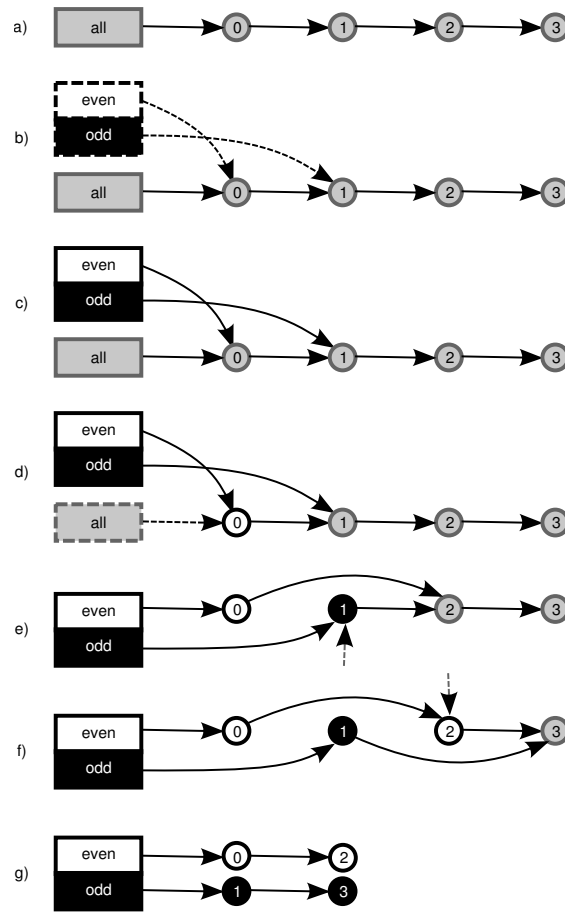 a) all 0 1 2 3
even
b) odd
all 0 1 2 3
even
c) odd
all 0 1 2 3
even
d) odd
all 0 1 2 3
even 0 1 2 3
e) odd
even 0 1 2 3
f) odd
even 0 2
g) odd 1 3